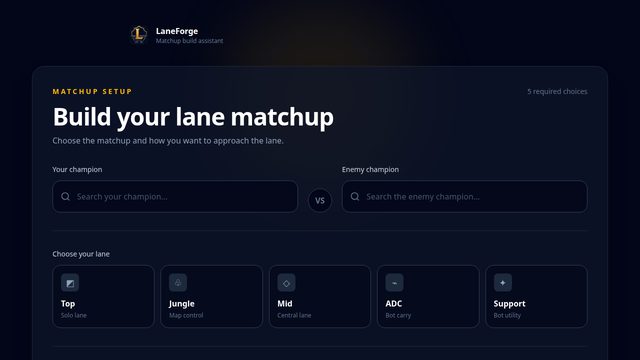 LaneForge
Matchup build assistant
MATCHUP SETUP
5 required choices
Build your lane matchup
Choose the matchup and how you want to approach the lane.
Your champion
Enemy champion
Search your champion...
VS
Search the enemy champion...
Choose your lane
Top
Solo lane
Jungle
Map control
Mid
Central lane
ADC
Bot carry
Support
Bot utility